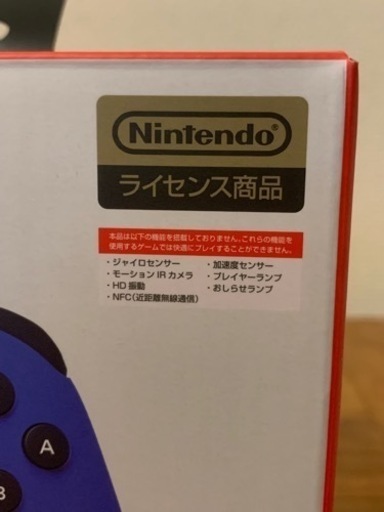 Nintendo
ライセンス商品
本品は以下の機能を搭載しておりません。これらの機能を
使用するゲームでは快適にプレイすることができません。
・ジャイロセンサー ・加速度センサー
・モーションIRカメラ ・プレイヤーランプ
・HD振動 ・おしらせランプ
・NFC(近距離無線通信)
A
B